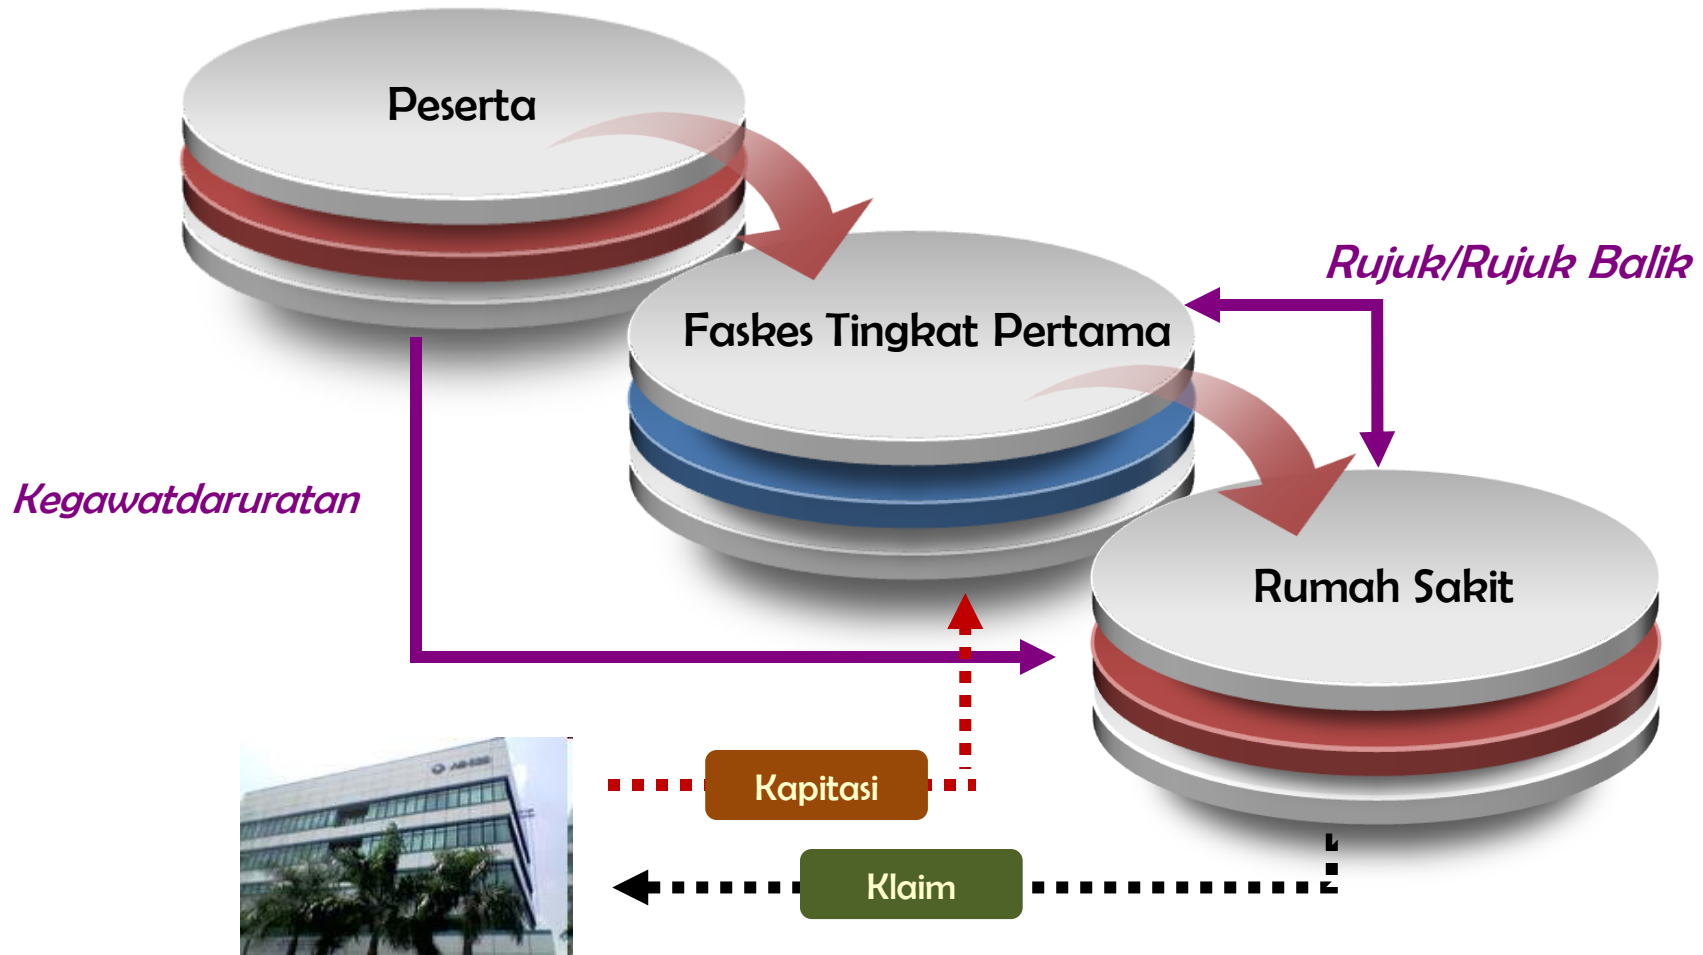 Peserta
Rujuk/Rujuk Balik
Faskes Tingkat Pertama
Kegawatdaruratan
Rumah Sakit
Kapitasi
Klaim